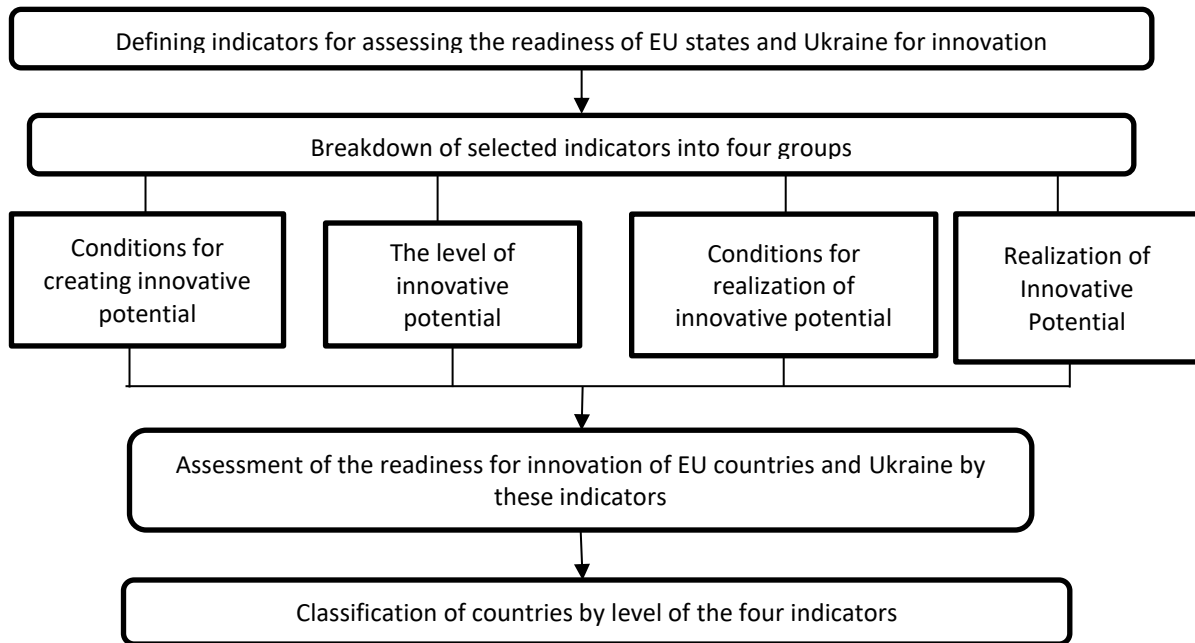 Defining indicators for assessing the readiness of EU states and Ukraine for innovation
Breakdown of selected indicators into four groups
Conditions for
creating innovative
potential
The level of
innovative
potential
Conditions for
realization of
innovative potential
Realization of
Innovative
Potential
Assessment of the readiness for innovation of EU countries and Ukraine by
these indicators
Classification of countries by level of the four indicators